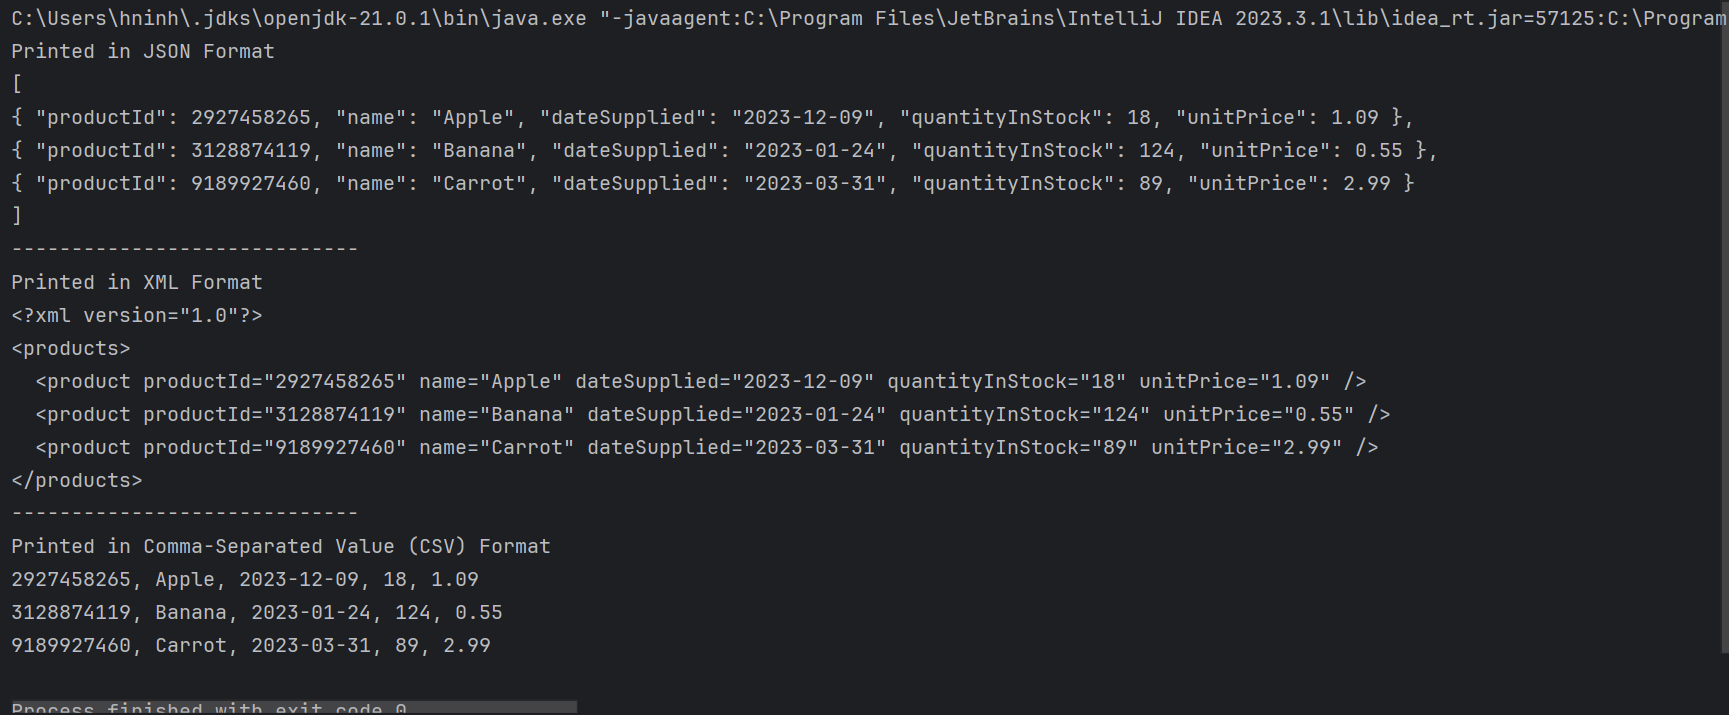 C:\Users\hninh\.jdks\openjdk-21.0.1\bin\java.exe "-javaagent:C:\Program Files\JetBrains\IntelliJ IDEA 2023.3.1\lib\idea_rt.jar=57125:C:\Program
Printed in JSON Format
[
{ "productId": 2927458265, "name": "Apple", "dateSupplied": "2023-12-09", "quantityInStock": 18, "unitPrice": 1.09 },
{ "productId": 3128874119, "name": "Banana", "dateSupplied": "2023-01-24", "quantityInStock": 124, "unitPrice": 0.55 },
{ "productId": 9189927460, "name": "Carrot", "dateSupplied": "2023-03-31", "quantityInStock": 89, "unitPrice": 2.99 }
]
-----------------------------
Printed in XML Format
<?xml version="1.0"?>
<products>
  <product productId="2927458265" name="Apple" dateSupplied="2023-12-09" quantityInStock="18" unitPrice="1.09" />
  <product productId="3128874119" name="Banana" dateSupplied="2023-01-24" quantityInStock="124" unitPrice="0.55" />
  <product productId="9189927460" name="Carrot" dateSupplied="2023-03-31" quantityInStock="89" unitPrice="2.99" />
</products>
-----------------------------
Printed in Comma-Separated Value (CSV) Format
2927458265, Apple, 2023-12-09, 18, 1.09
3128874119, Banana, 2023-01-24, 124, 0.55
9189927460, Carrot, 2023-03-31, 89, 2.99
Process finished with exit code 0